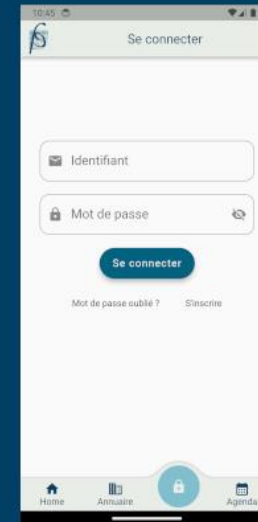 10:45
Se connecter
Identifiant
Mot de passe
Se connecter
Mot de passe oublié ? S'inscrire
Home Annuaire Agenda